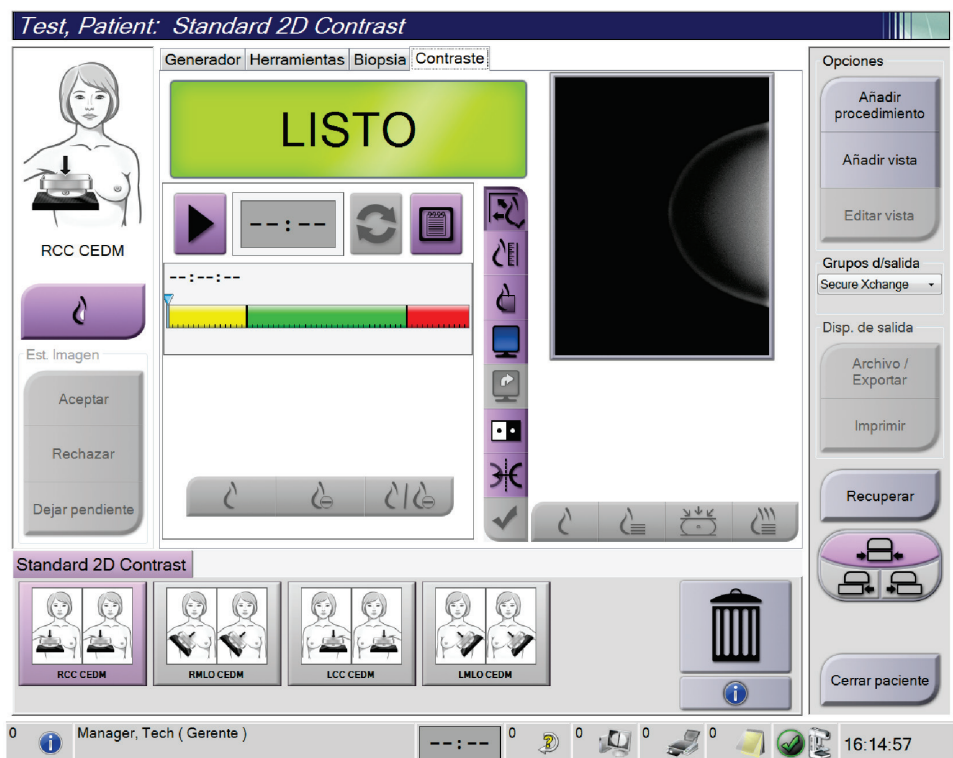 Test, Patient: Standard 2D Contrast
RCC CEDM
Est. Imagen
Aceptar
Rechazar
Dejar pendiente
Generador Herramientas Biopsia Contraste
LISTO
--:--
9999
--:--:--
Opciones
Añadir
procedimiento
Añadir vista
Editar vista
Grupos d/salida
Secure Xchange
Disp. de salida
Archivo /
Exportar
Imprimir
Recuperar
Cerrar paciente
Standard 2D Contrast
RCC CEDM
RMLO CEDM
LCC CEDM
LMLO CEDM
0 Manager, Tech ( Gerente ) --:-- 0 0 0 0 16:14:57